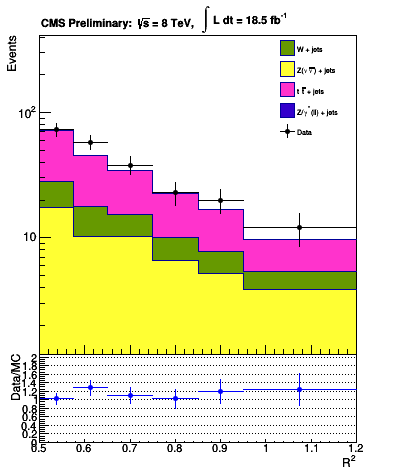 CMS Preliminary: √s = 8 TeV, ∫ L dt = 18.5 fb⁻¹
Events
W + jets
Z(ν ν̅) + jets
t t̅ + jets
Z/γ*(ll) + jets
Data
10²
10
Data/MC
2
1.8
1.6
1.4
1.2
1
0.8
0.6
0.4
0.2
0
0.5 0.6 0.7 0.8 0.9 1 1.1 1.2
R²